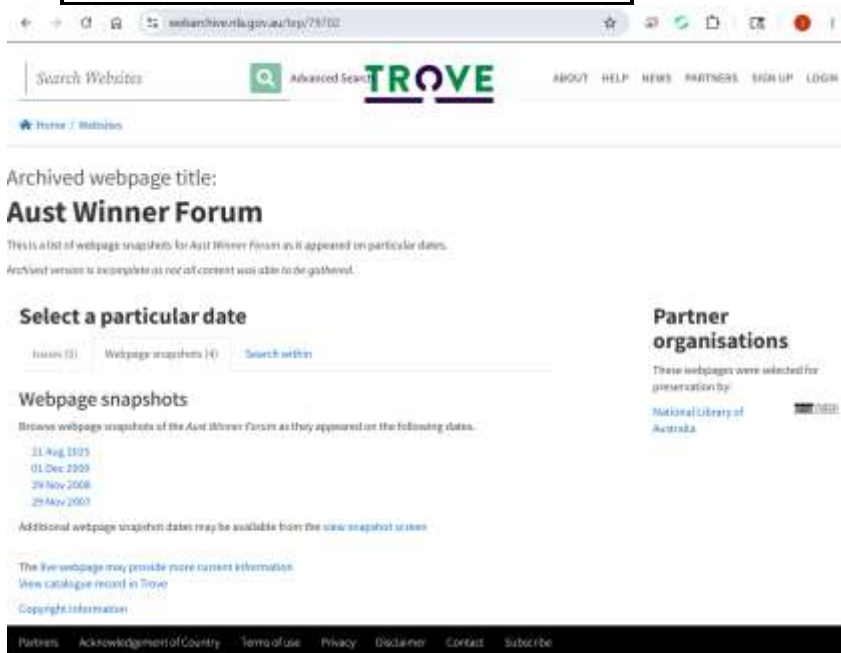 webarchive.nla.gov.au/tep/79702
Search Websites
Advanced Search
TROVE
ABOUT HELP NEWS PARTNERS SIGN UP LOGIN
Home / Websites
Archived webpage title:
Aust Winner Forum
This is a list of webpage snapshots for Aust Winner Forum as it appeared on particular dates.
Archived version is incomplete as not all content was able to be gathered.
Select a particular date
Issues (0) Webpage snapshots (4) Search within
Webpage snapshots
Browse webpage snapshots of the Aust Winner Forum as they appeared on the following dates.
21 Aug 2025
01 Dec 2009
29 Nov 2008
29 Nov 2007
Additional webpage snapshot dates may be available from the view snapshot screen
The live webpage may provide more current information
View catalogue record in Trove
Copyright information
Partner
organisations
These webpages were selected for
preservation by:
National Library of
Australia
Partners Acknowledgement of Country Terms of use Privacy Disclaimer Contact Subscribe